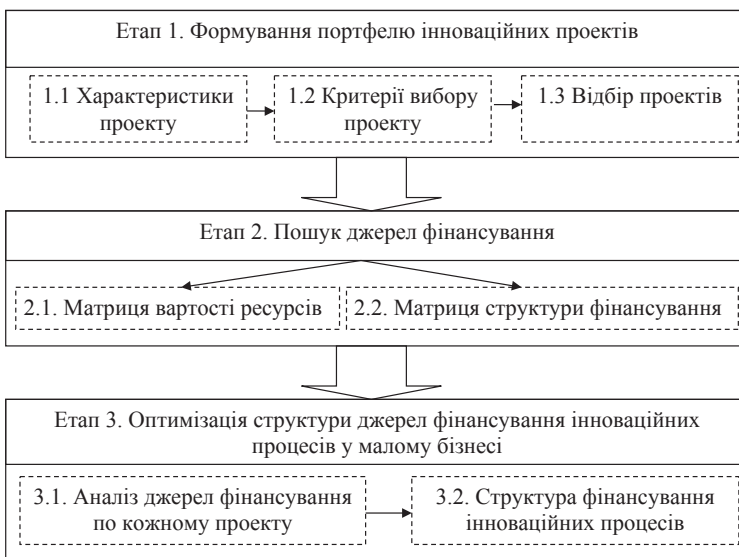 Етап 1. Формування портфелю інноваційних проектів
1.1 Характеристики
проекту
1.2 Критерії вибору
проекту
1.3 Відбір проектів
Етап 2. Пошук джерел фінансування
2.1. Матриця вартості ресурсів
2.2. Матриця структури фінансування
Етап 3. Оптимізація структури джерел фінансування інноваційних
процесів у малому бізнесі
3.1. Аналіз джерел фінансування
по кожному проекту
3.2. Структура фінансування
інноваційних процесів